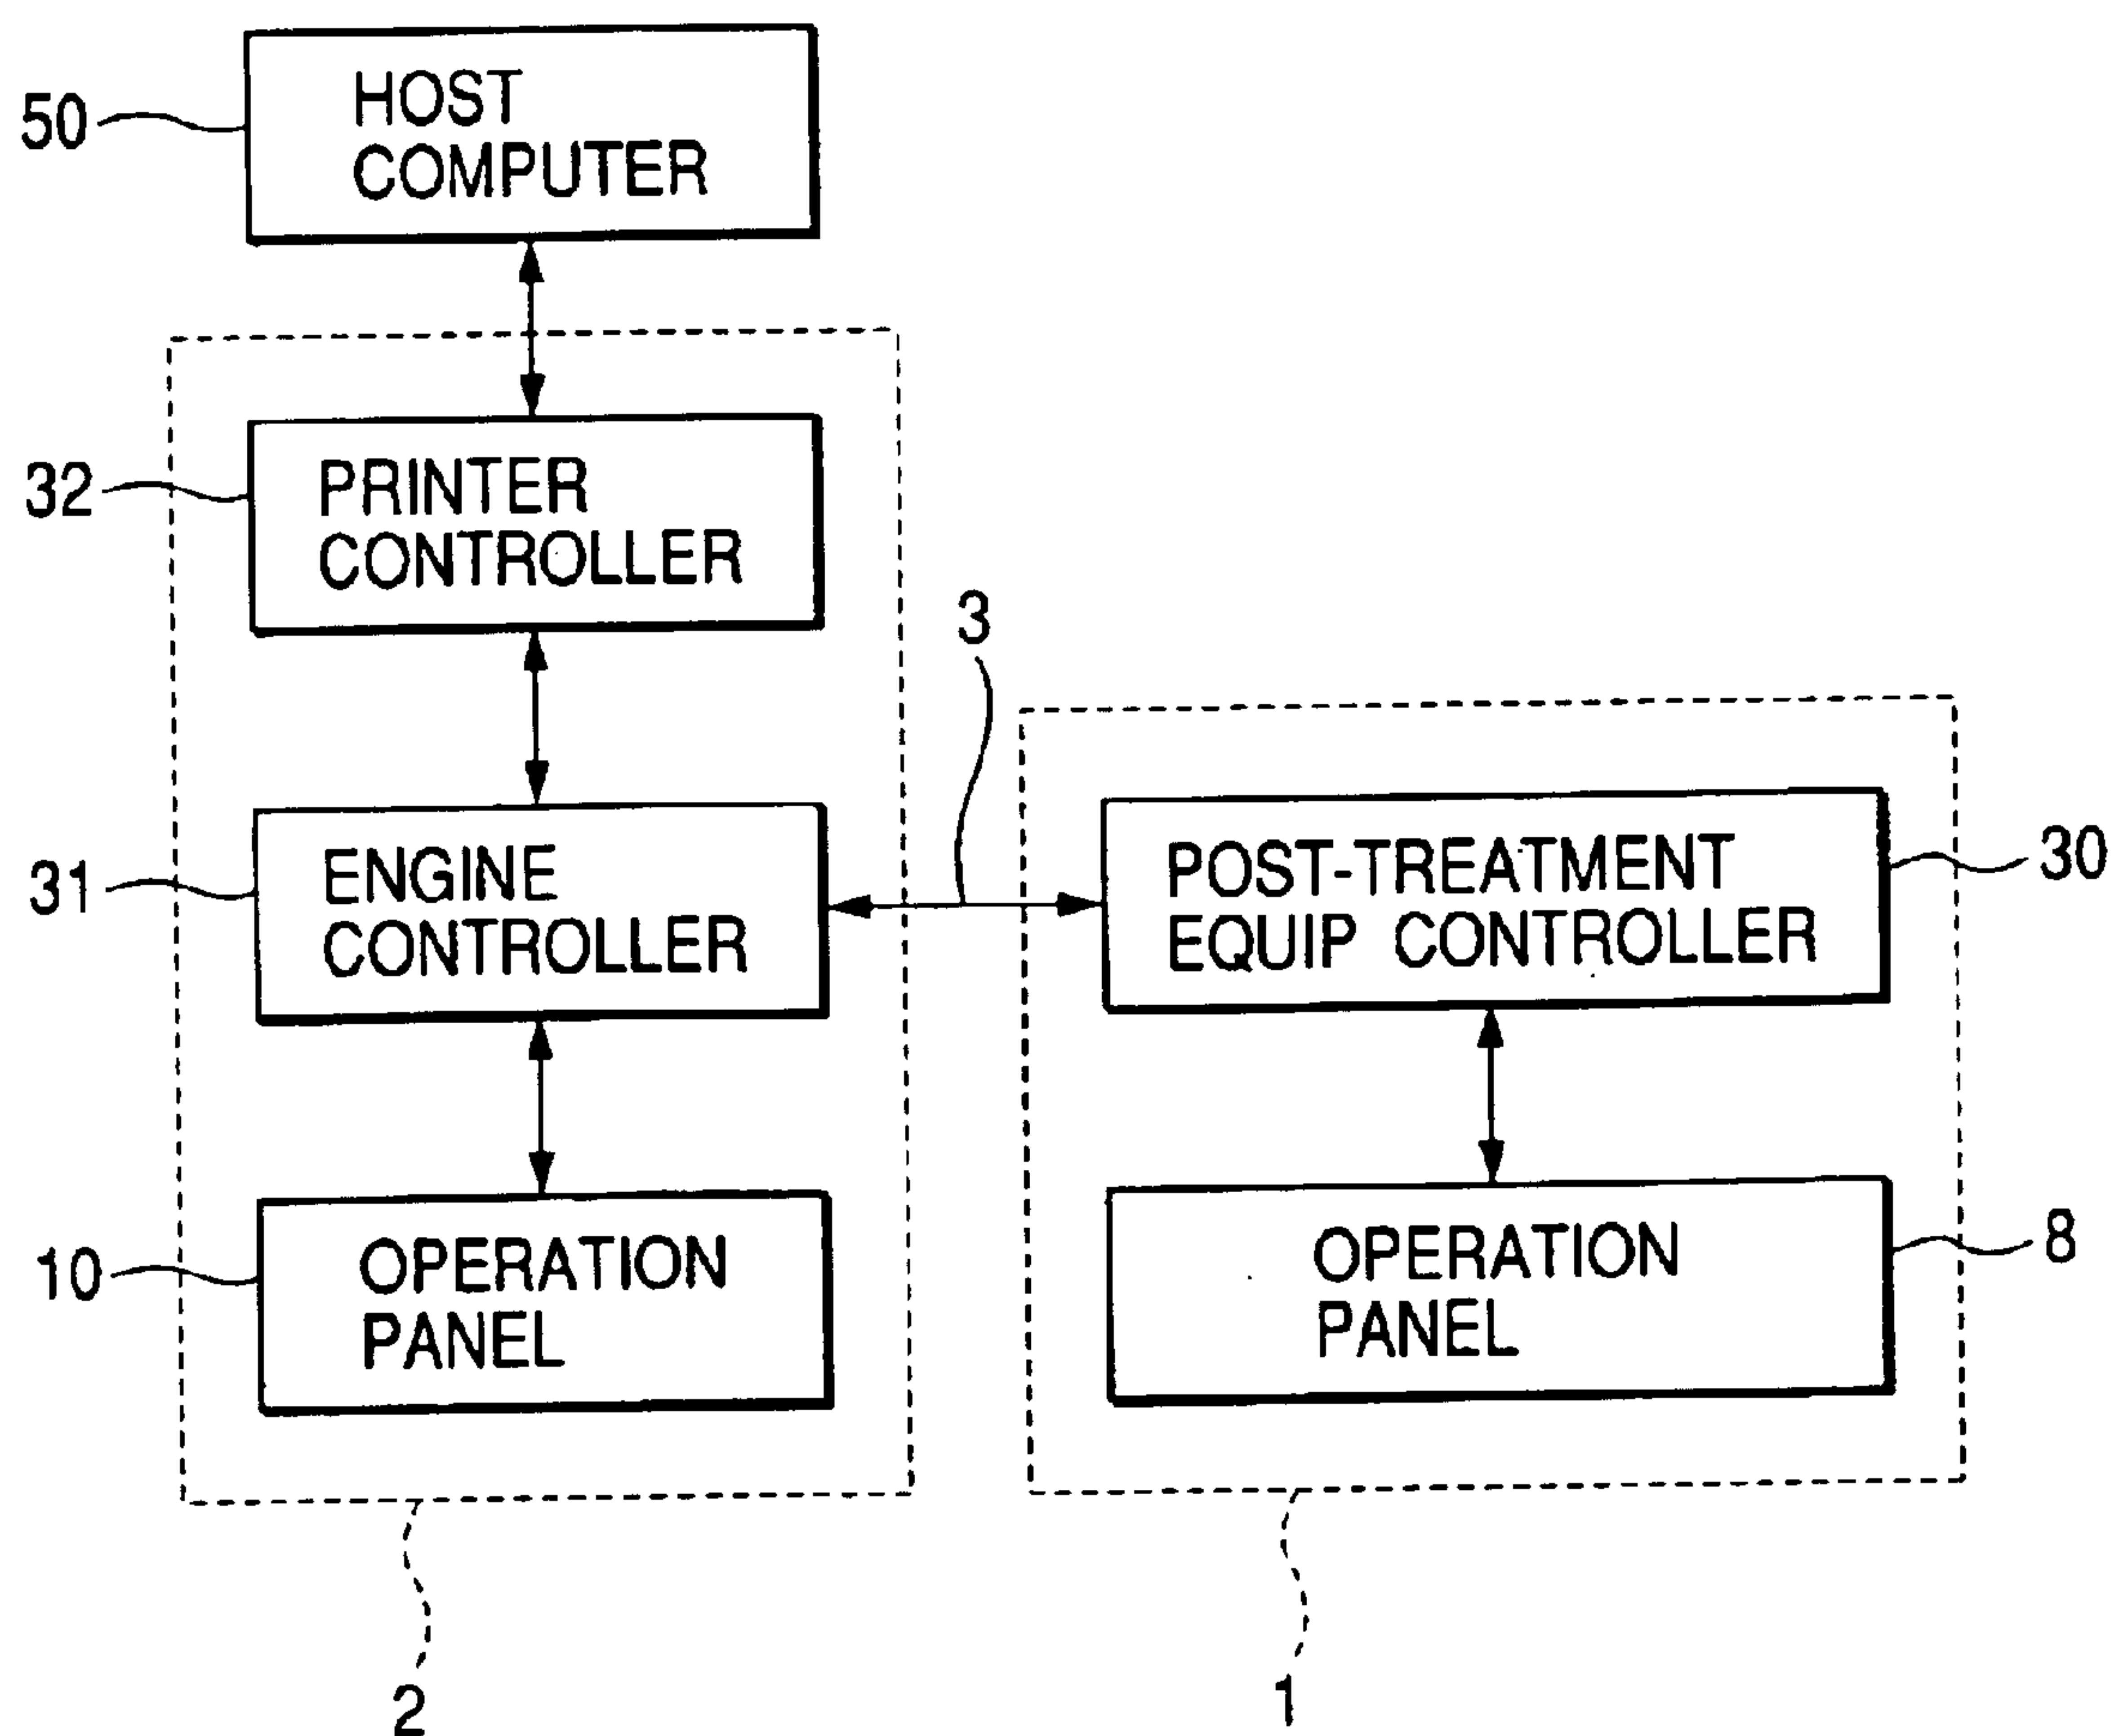 HOST
COMPUTER
50
PRINTER
CONTROLLER
32
3
ENGINE
CONTROLLER
31
POST-TREATMENT
EQUIP CONTROLLER
30
OPERATION
PANEL
10
OPERATION
PANEL
8
2
1